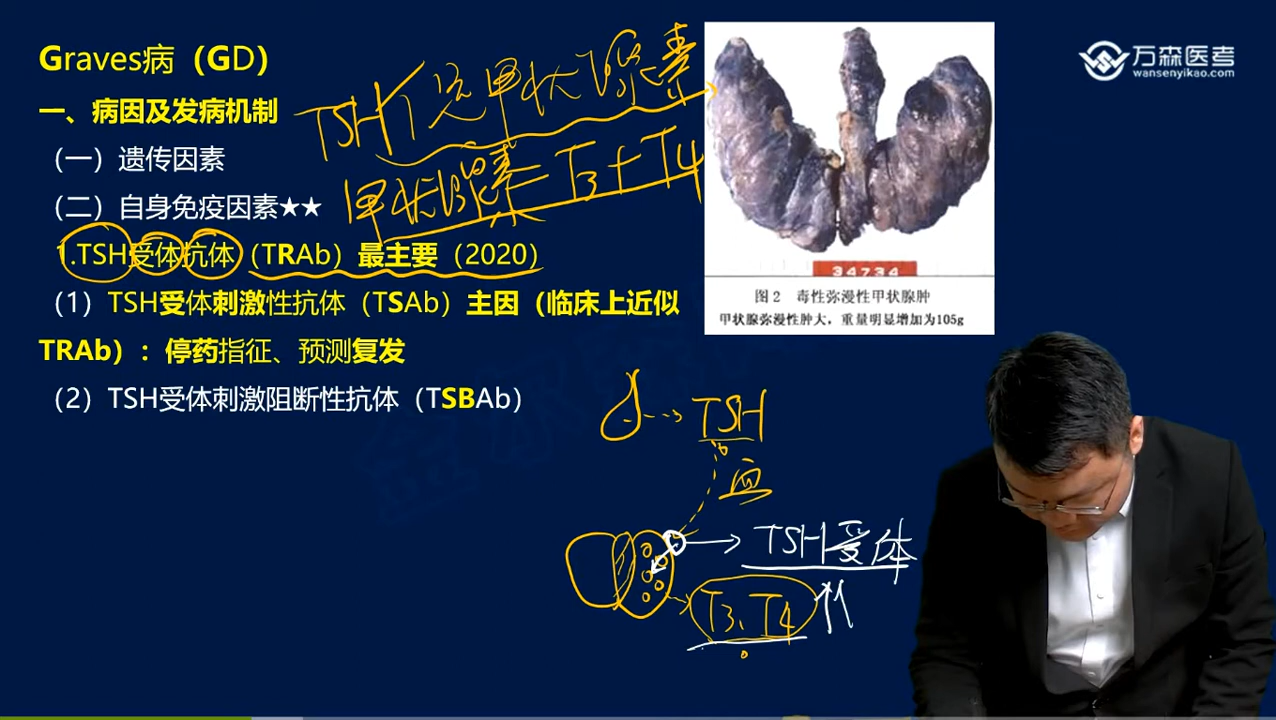 Graves病（GD）
一、病因及发病机制
（一）遗传因素
（二）自身免疫因素★★
1.TSH受体抗体（TRAb）最主要（2020）
（1）TSH受体刺激性抗体（TSAb）主因（临床上近似
TRAb）：停药指征、预测复发
（2）TSH受体刺激阻断性抗体（TSBAb）
TSH 促甲状腺素
甲状腺素 = T3+T4
34734
图2 毒性弥漫性甲状腺肿
甲状腺弥漫性肿大，重量明显增加为105g
万森医考
wansenyikao.com
TSH
血
TSH受体
T3、T4 ↑↑